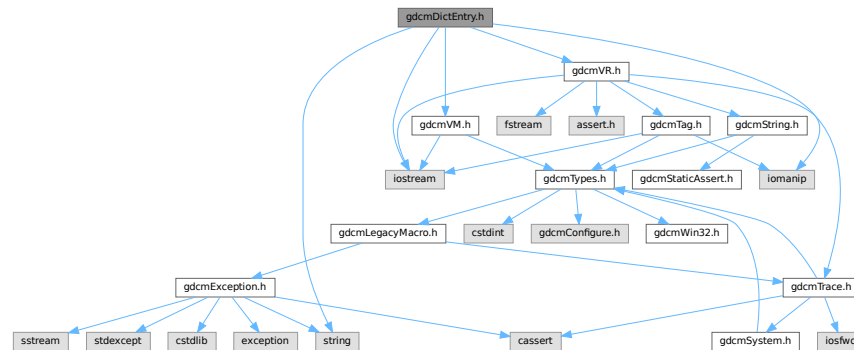 gdcmDictEntry.h
gdcmVR.h
gdcmVM.h
fstream
assert.h
gdcmTag.h
gdcmString.h
iostream
gdcmTypes.h
gdcmStaticAssert.h
iomanip
gdcmLegacyMacro.h
cstdint
gdcmConfigure.h
gdcmWin32.h
gdcmException.h
gdcmTrace.h
sstream
stdexcept
cstdlib
exception
string
cassert
gdcmSystem.h